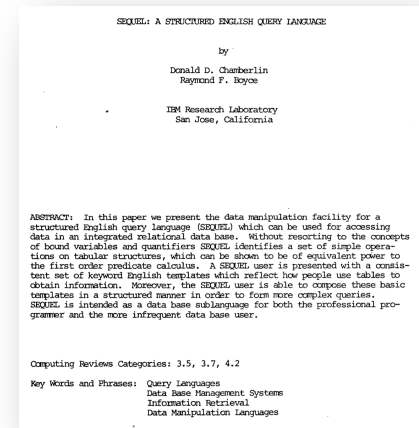 SEQUEL: A STRUCTURED ENGLISH QUERY LANGUAGE
by
Donald D. Chamberlin
Raymond F. Boyce
IBM Research Laboratory
San Jose, California
ABSTRACT: In this paper we present the data manipulation facility for a
structured English query language (SEQUEL) which can be used for accessing
data in an integrated relational data base. Without resorting to the concepts
of bound variables and quantifiers SEQUEL identifies a set of simple opera-
tions on tabular structures, which can be shown to be of equivalent power to
the first order predicate calculus. A SEQUEL user is presented with a consis-
tent set of keyword English templates which reflect how people use tables to
obtain information. Moreover, the SEQUEL user is able to compose these basic
templates in a structured manner in order to form more complex queries.
SEQUEL is intended as a data base sublanguage for both the professional pro-
grammer and the more infrequent data base user.
Computing Reviews Categories: 3.5, 3.7, 4.2
Key Words and Phrases: Query Languages
Data Base Management Systems
Information Retrieval
Data Manipulation Languages